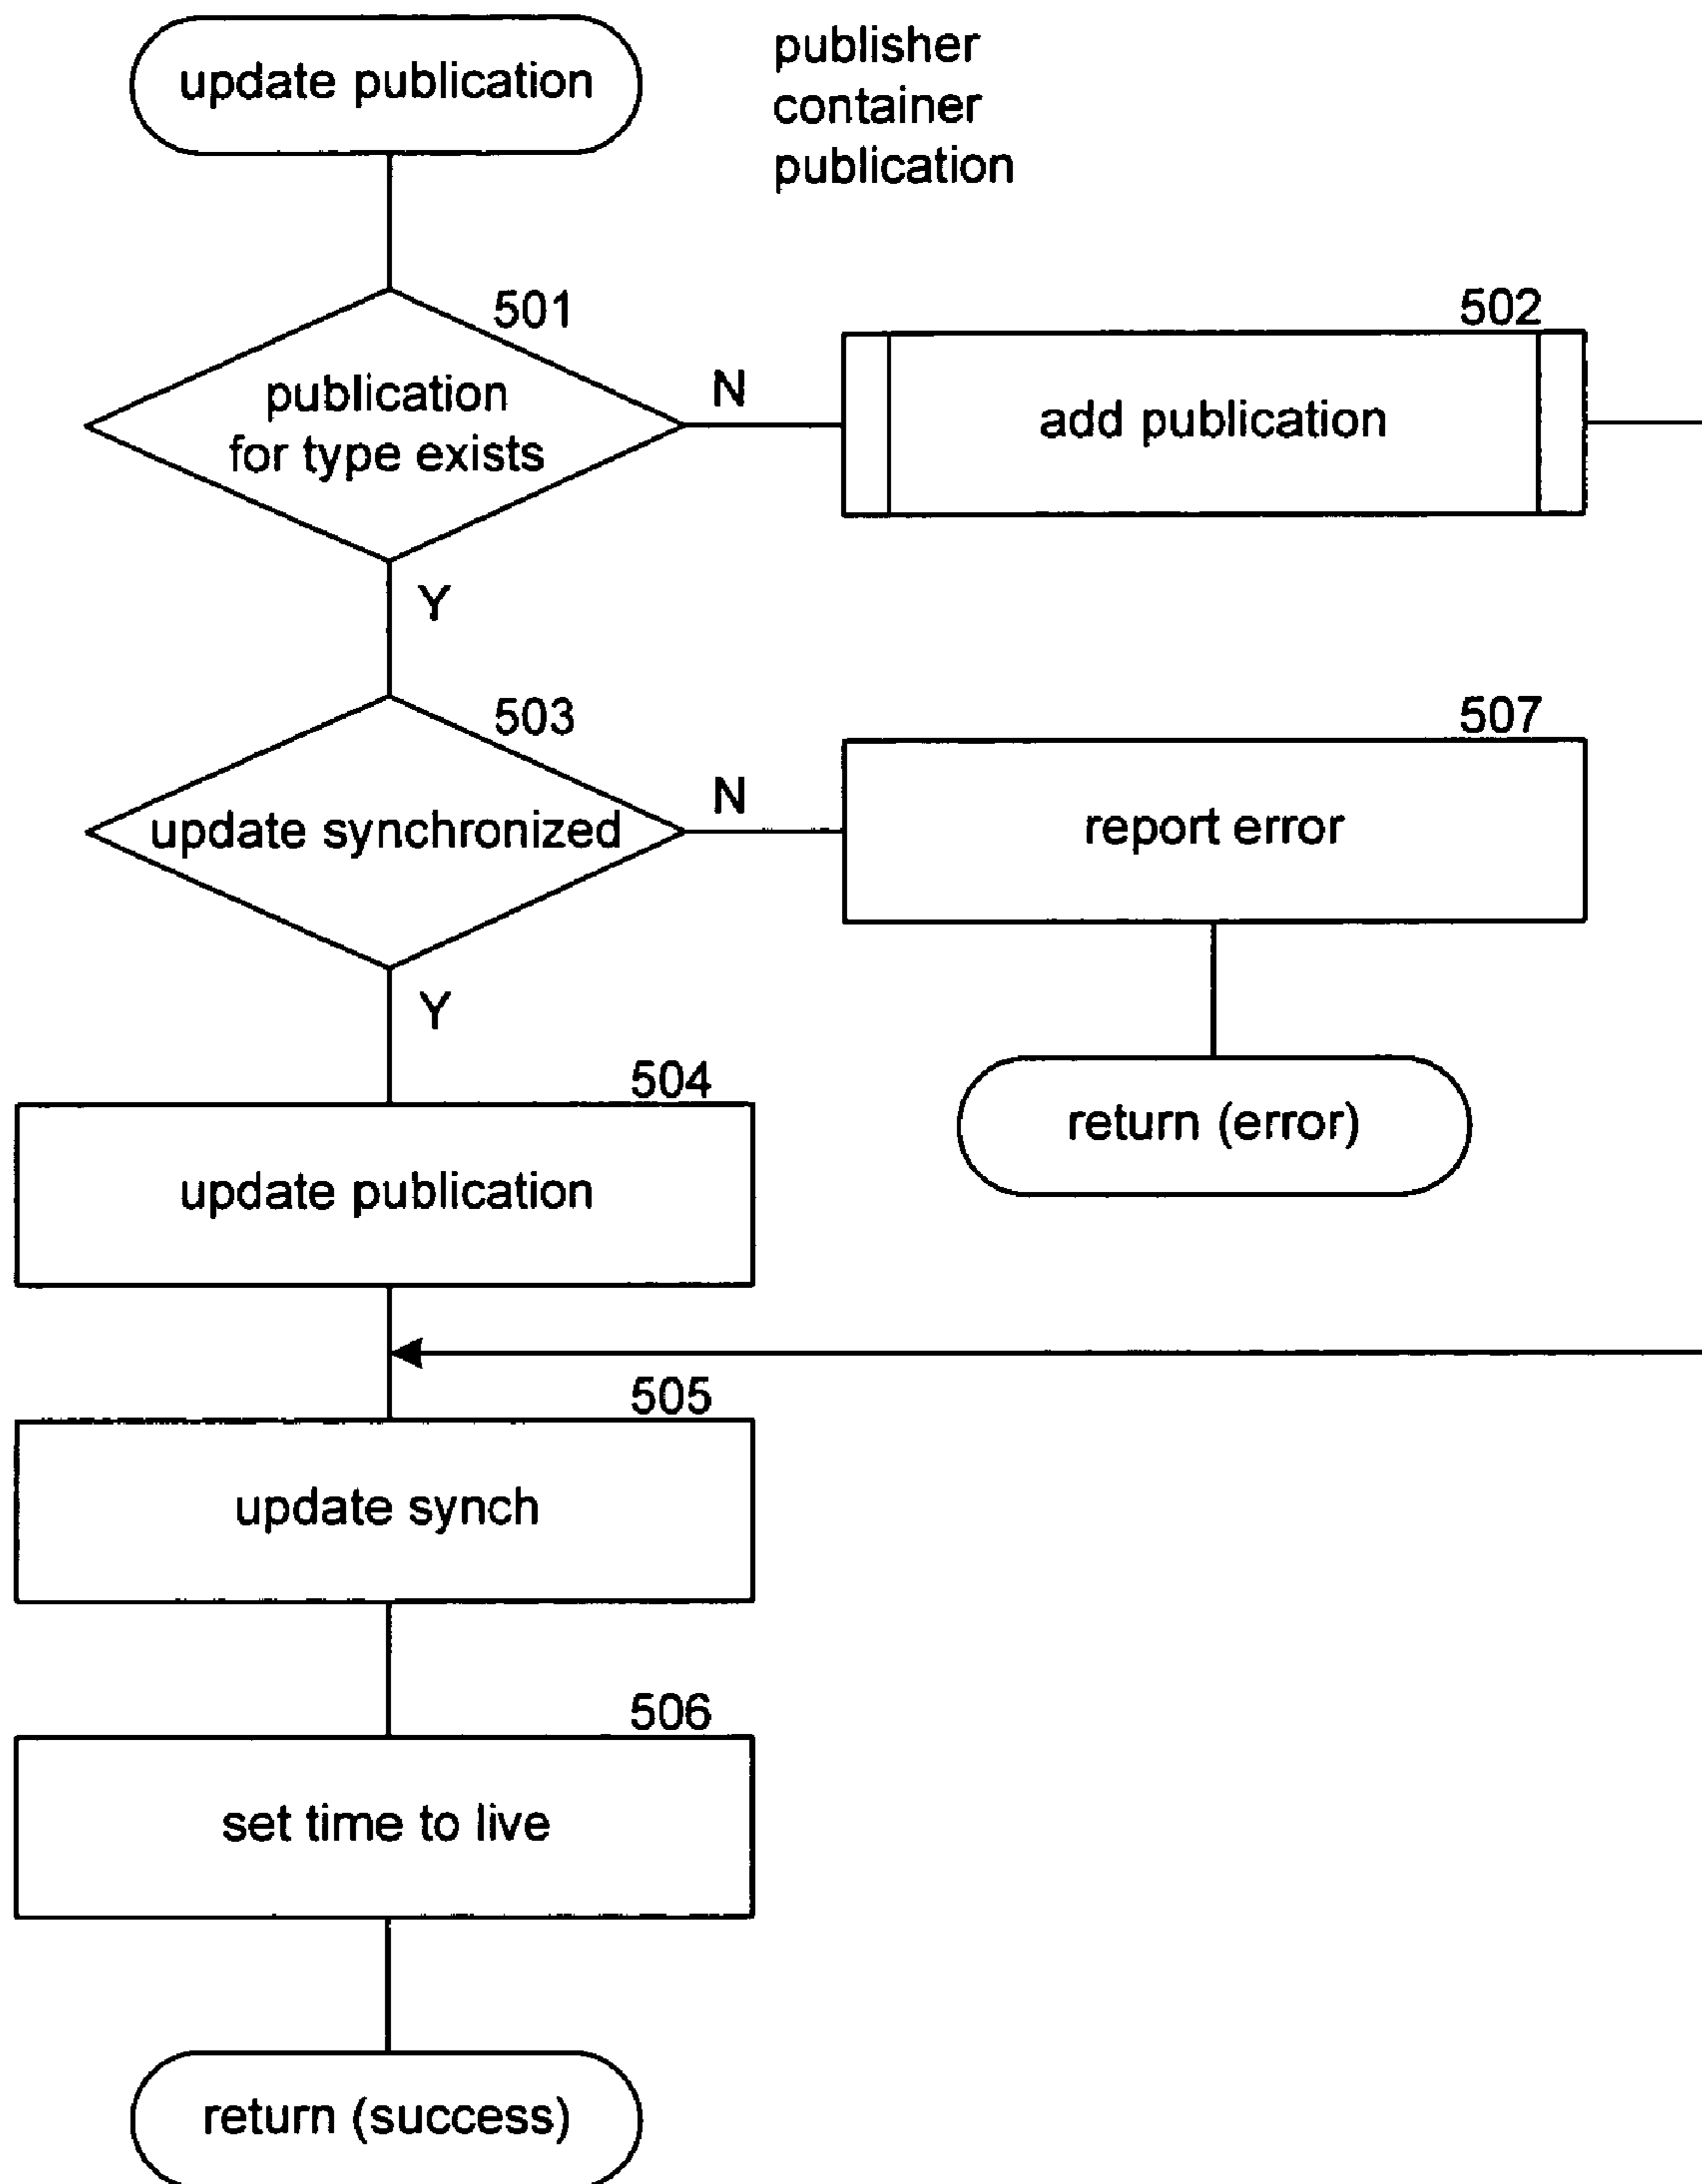 update publication
publisher
container
publication
501
publication
for type exists
N
502
add publication
Y
503
update synchronized
N
507
report error
Y
return (error)
504
update publication
505
update synch
506
set time to live
return (success)